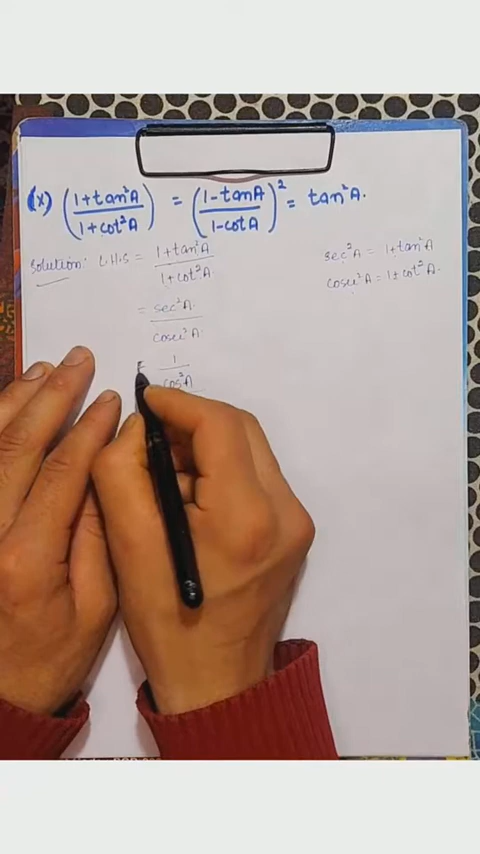 (x) (1+tan²A / 1+cot²A) = (1-tanA / 1-cotA)² = tan²A.
Solution: L.H.S = 1+tan²A / 1+cot²A
sec²A = 1+tan²A
cosec²A = 1+cot²A.
= sec²A. / cosec²A.
= 1 / cos²A